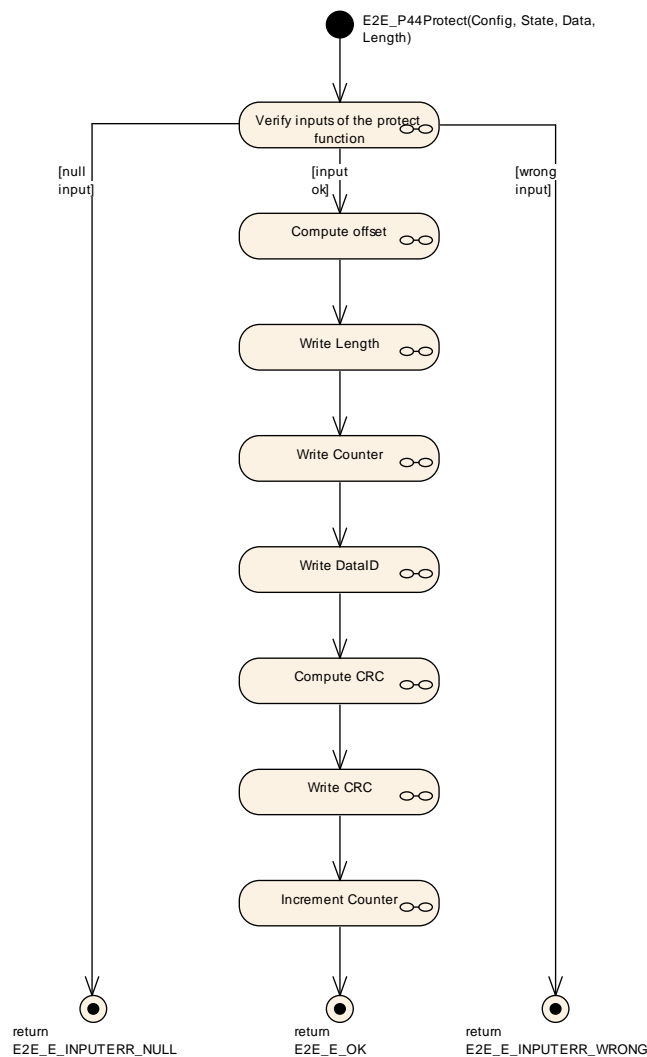 E2E_P44Protect(Config, State, Data,
Length)
Verify inputs of the protect
function
[null
input]
[input
ok]
[wrong
input]
Compute offset
Write Length
Write Counter
Write DataID
Compute CRC
Write CRC
Increment Counter
return
E2E_E_INPUTERR_NULL
return
E2E_E_OK
return
E2E_E_INPUTERR_WRONG